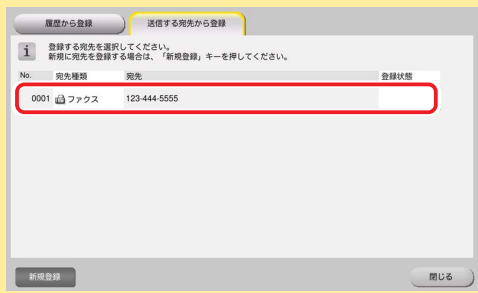 履歴から登録
送信する宛先から登録
i 登録する宛先を選択してください。
新規に宛先を登録する場合は、「新規登録」キーを押してください。
No. 宛先種類 宛先 登録状態
0001 ファクス 123-444-5555
新規登録
閉じる